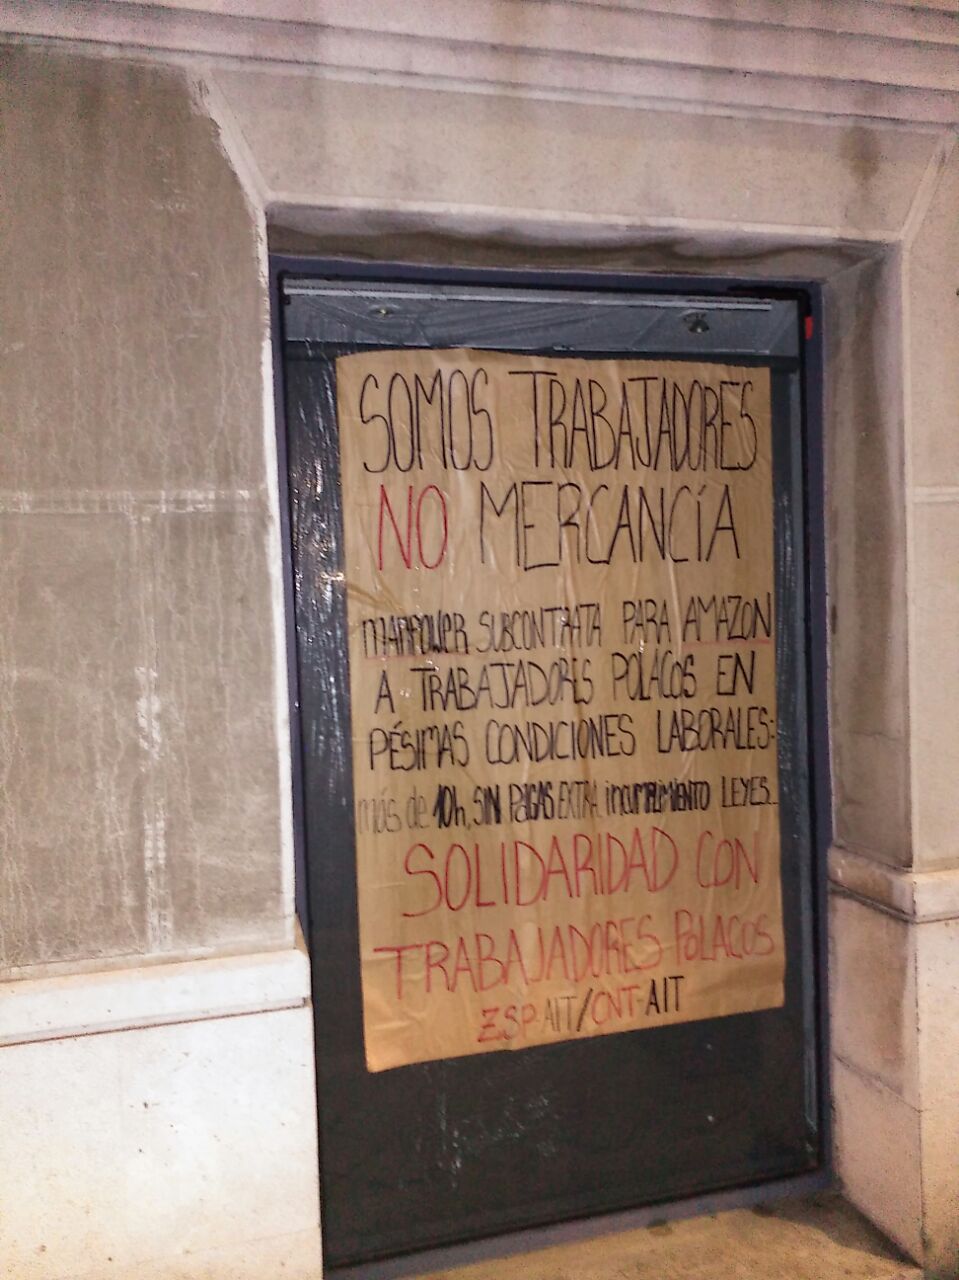 SOMOS TRABAJADORES
NO MERCANCÍA
MANPOWER SUBCONTRATA PARA AMAZON
A TRABAJADORES POLACOS EN
PÉSIMAS CONDICIONES LABORALES:
más de 10h, SIN PAGAS EXTRA, incumplimiento LEYES...
SOLIDARIDAD CON
TRABAJADORES POLACOS
ZSP-AIT/CNT-AIT